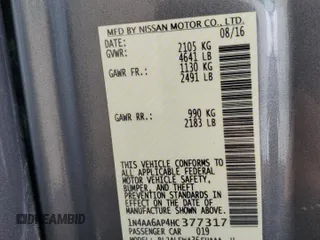 MFD BY NISSAN MOTOR CO., LTD.
08/16
DATE:
GVWR: 2105 KG
4641 LB
GAWR FR.: 1130 KG
2491 LB
GAWR RR.: 990 KG
2183 LB
THIS VEHICLE CONFORMS TO
ALL APPLICABLE FEDERAL
MOTOR VEHICLE SAFETY,
BUMPER, AND THEFT
PREVENTION STANDARDS IN
EFFECT ON THE DATE OF
MANUFACTURE SHOWN ABOVE.
1N4AA6AP4HC377317
PASSENGER CAR 019